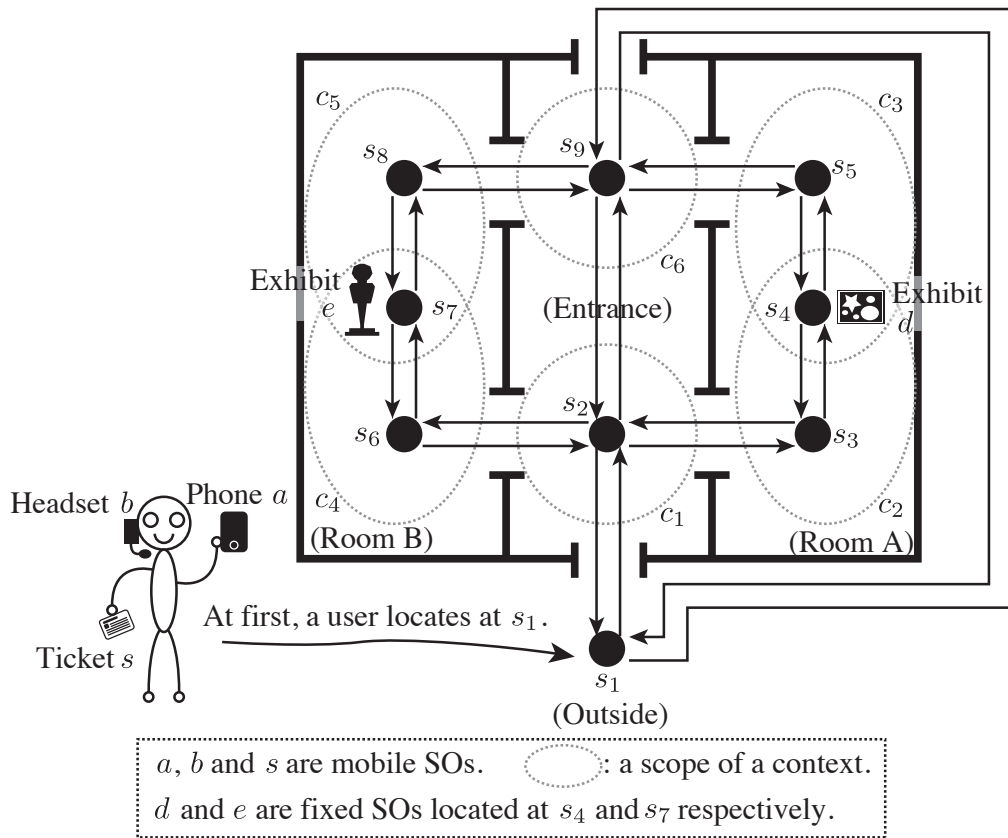 c₅
c₃
s₈
s₉
s₅
Exhibit
e
s₇
(Entrance)
c₆
s₄
Exhibit
d
s₂
s₆
s₃
c₄
c₁
c₂
(Room B)
(Room A)
Headset b
Phone a
Ticket s
At first, a user locates at s₁.
s₁
(Outside)
a, b and s are mobile SOs.
: a scope of a context.
d and e are fixed SOs located at s₄ and s₇ respectively.